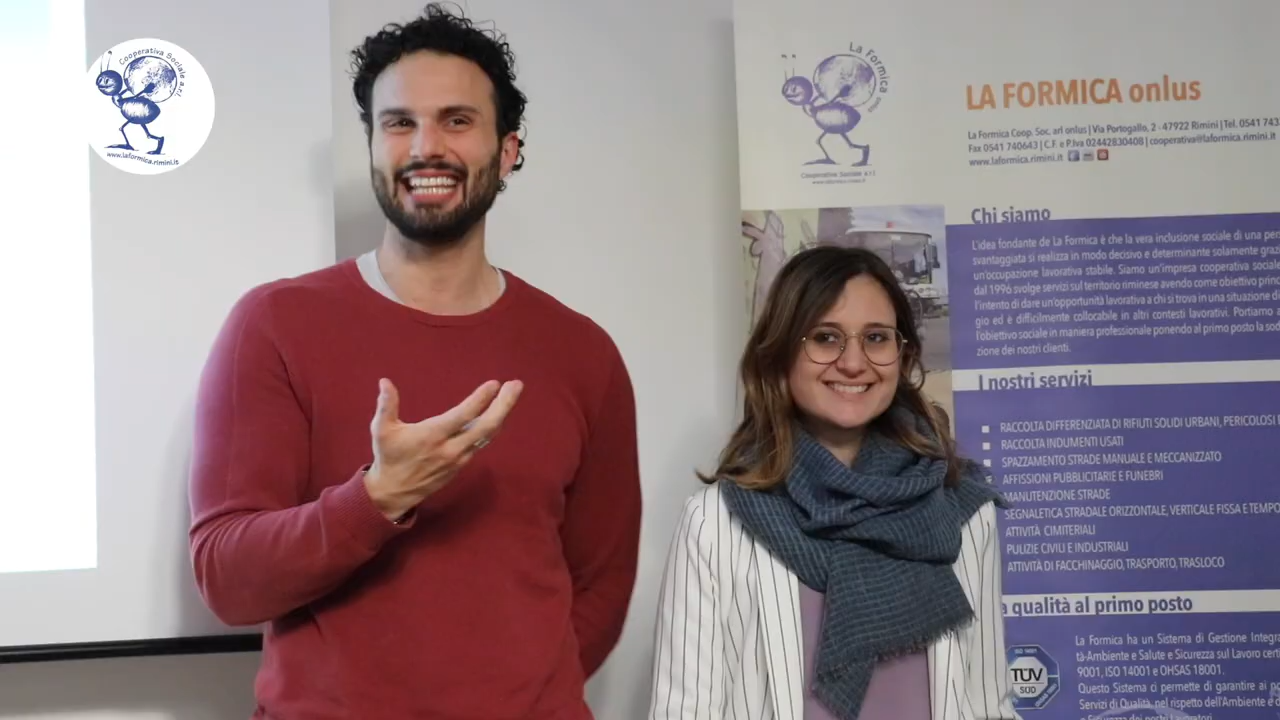 Cooperativa Sociale a.r.l.
www.laformica.rimini.it
La Formica
Cooperativa Sociale a.r.l.
www.laformica.rimini.it
LA FORMICA onlus
La Formica Coop. Soc. arl onlus | Via Portogallo, 2 - 47922 Rimini | Tel. 0541 743
Fax 0541 740643 | C.F. e P.Iva 02442830408 | cooperativa@laformica.rimini.it
www.laformica.rimini.it
Chi siamo
L'idea fondante de La Formica è che la vera inclusione sociale di una per
svantaggiata si realizza in modo decisivo e determinante solamente grazi
un'occupazione lavorativa stabile. Siamo un'impresa cooperativa sociale
dal 1996 svolge servizi sul territorio riminese avendo come obiettivo princ
l'intento di dare un'opportunità lavorativa a chi si trova in una situazione d
gio ed è difficilmente collocabile in altri contesti lavorativi. Portiamo a
l'obiettivo sociale in maniera professionale ponendo al primo posto la sod
zione dei nostri clienti.
I nostri servizi
RACCOLTA DIFFERENZIATA DI RIFIUTI SOLIDI URBANI, PERICOLOSI
RACCOLTA INDUMENTI USATI
SPAZZAMENTO STRADE MANUALE E MECCANIZZATO
AFFISSIONI PUBBLICITARIE E FUNEBRI
MANUTENZIONE STRADE
SEGNALETICA STRADALE ORIZZONTALE, VERTICALE FISSA E TEMPO
ATTIVITÀ CIMITERIALI
PULIZIE CIVILI E INDUSTRIALI
ATTIVITÀ DI FACCHINAGGIO, TRASPORTO, TRASLOCO
a qualità al primo posto
ISO 9001
TÜV
SUD
La Formica ha un Sistema di Gestione Integra
tà-Ambiente e Salute e Sicurezza sul Lavoro cert
9001, ISO 14001 e OHSAS 18001.
Questo Sistema ci permette di garantire ai no
Servizi di Qualità, nel rispetto dell'Ambiente e d